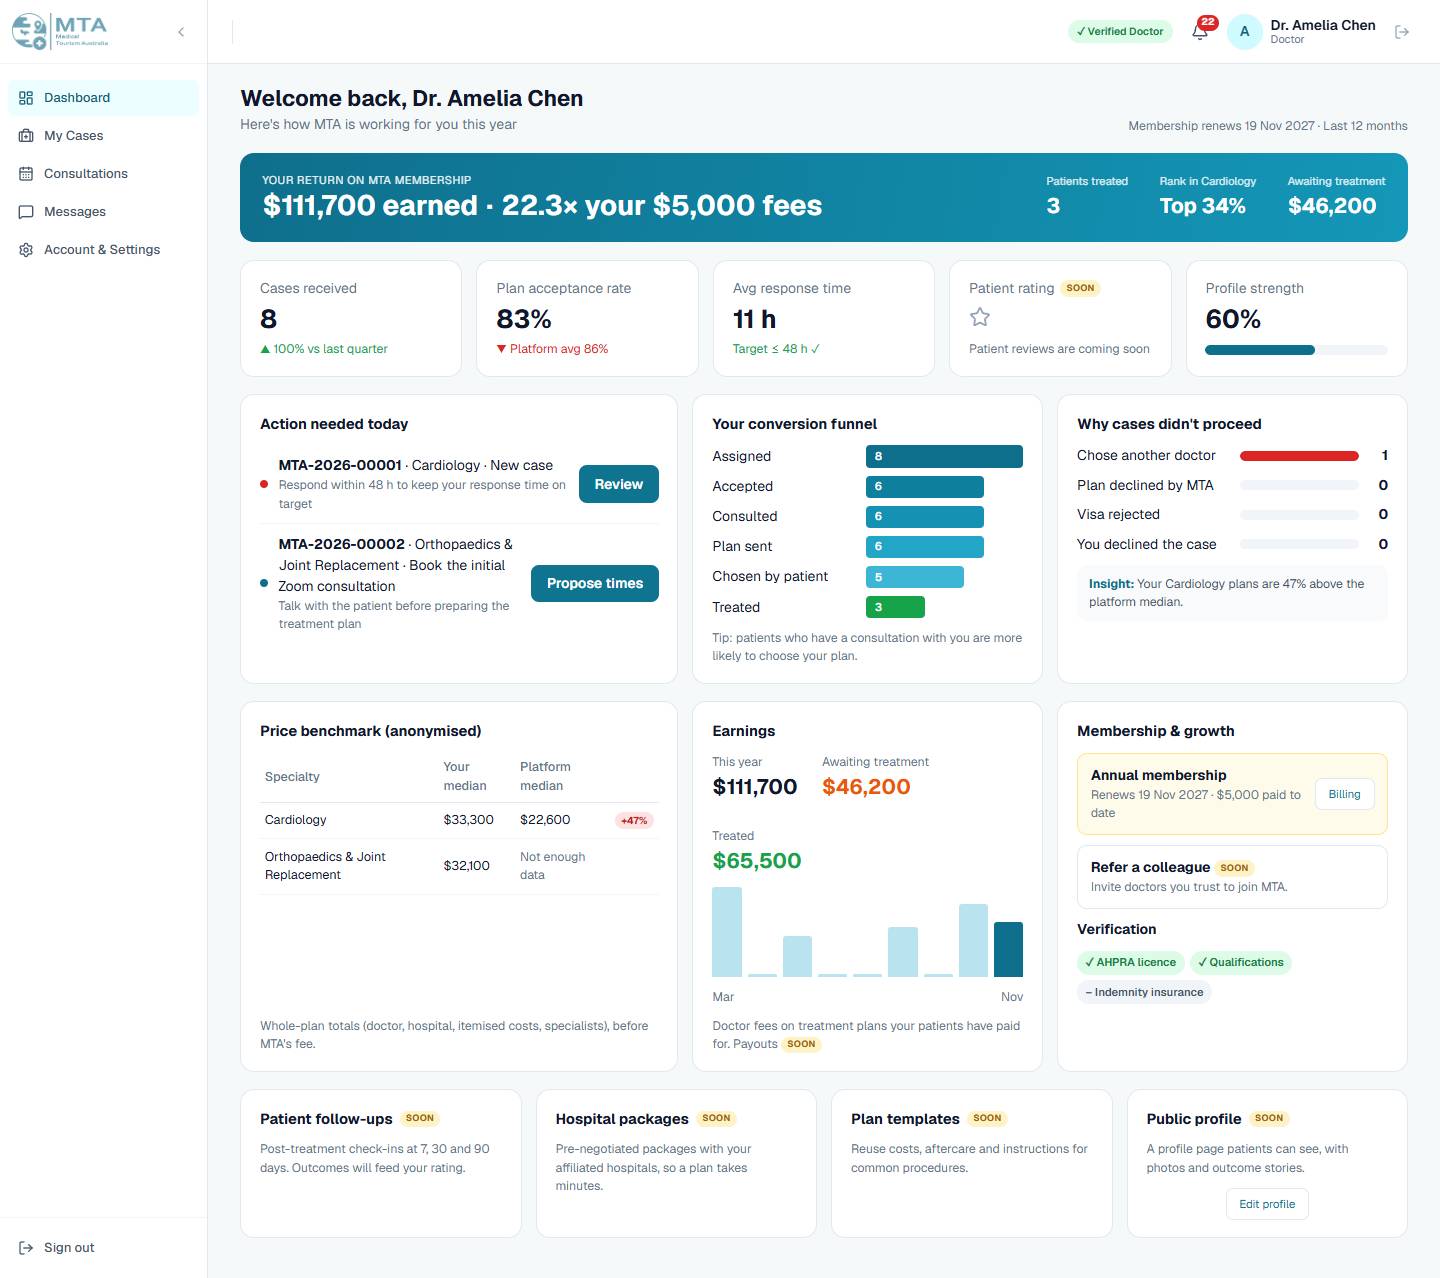 MTA
Medical
Tourism Australia
✓ Verified Doctor
22
A
Dr. Amelia Chen
Doctor
Dashboard
My Cases
Consultations
Messages
Account & Settings
Sign out
Welcome back, Dr. Amelia Chen
Here's how MTA is working for you this year
Membership renews 19 Nov 2027 · Last 12 months
YOUR RETURN ON MTA MEMBERSHIP
$111,700 earned · 22.3× your $5,000 fees
Patients treated
3
Rank in Cardiology
Top 34%
Awaiting treatment
$46,200
Cases received
8
▲ 100% vs last quarter
Plan acceptance rate
83%
▼ Platform avg 86%
Avg response time
11 h
Target ≤ 48 h ✓
Patient rating SOON
Patient reviews are coming soon
Profile strength
60%
Action needed today
MTA-2026-00001 · Cardiology · New case
Respond within 48 h to keep your response time on
target
Review
MTA-2026-00002 · Orthopaedics &
Joint Replacement · Book the initial
Zoom consultation
Talk with the patient before preparing the
treatment plan
Propose times
Your conversion funnel
Assigned 8
Accepted 6
Consulted 6
Plan sent 6
Chosen by patient 5
Treated 3
Tip: patients who have a consultation with you are more
likely to choose your plan.
Why cases didn't proceed
Chose another doctor 1
Plan declined by MTA 0
Visa rejected 0
You declined the case 0
Insight: Your Cardiology plans are 47% above the
platform median.
Price benchmark (anonymised)
Specialty
Your
median
Platform
median
Cardiology $33,300 $22,600 +47%
Orthopaedics & Joint
Replacement
$32,100
Not enough
data
Whole-plan totals (doctor, hospital, itemised costs, specialists), before
MTA's fee.
Earnings
This year
$111,700
Awaiting treatment
$46,200
Treated
$65,500
Mar Nov
Doctor fees on treatment plans your patients have paid
for. Payouts SOON
Membership & growth
Annual membership
Renews 19 Nov 2027 · $5,000 paid to
date
Billing
Refer a colleague SOON
Invite doctors you trust to join MTA.
Verification
✓ AHPRA licence
✓ Qualifications
– Indemnity insurance
Patient follow-ups SOON
Post-treatment check-ins at 7, 30 and 90
days. Outcomes will feed your rating.
Hospital packages SOON
Pre-negotiated packages with your
affiliated hospitals, so a plan takes
minutes.
Plan templates SOON
Reuse costs, aftercare and instructions for
common procedures.
Public profile SOON
A profile page patients can see, with
photos and outcome stories.
Edit profile